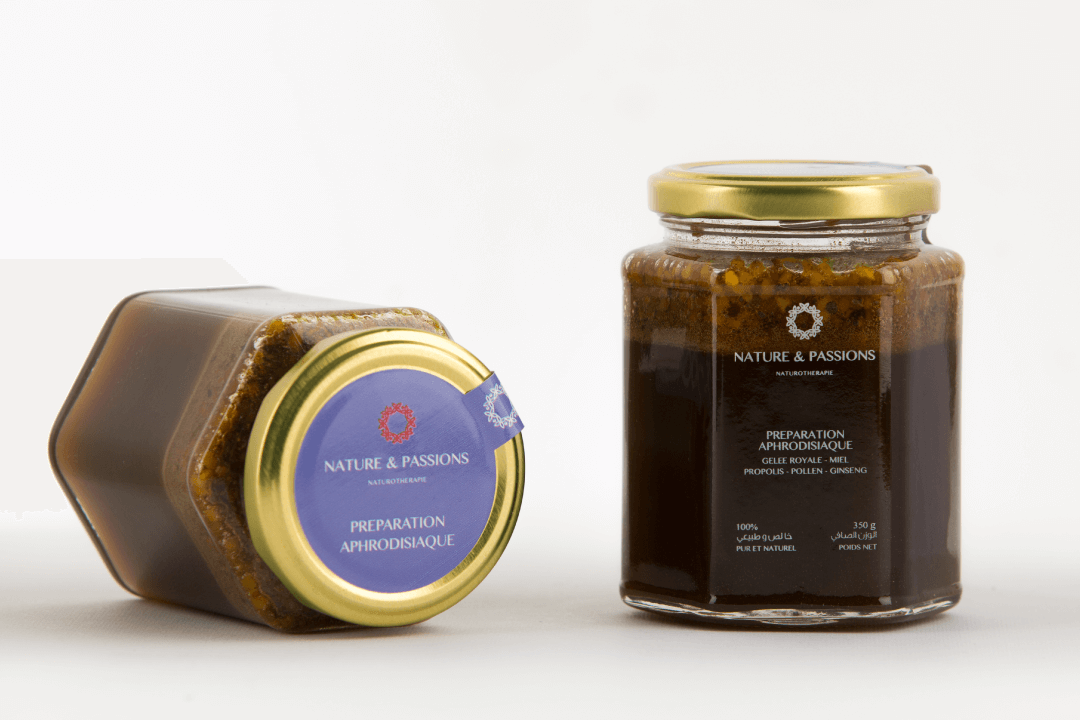 NATURE & PASSIONS
NATUROTHERAPIE
PREPARATION
APHRODISIAQUE
NATURE & PASSIONS
NATUROTHERAPIE
PREPARATION
APHRODISIAQUE
GELEE ROYALE - MIEL
PROPOLIS - POLLEN - GINSENG
100%
خالص و طبيعي
PUR ET NATUREL
350 g
الوزن الصافي
POIDS NET